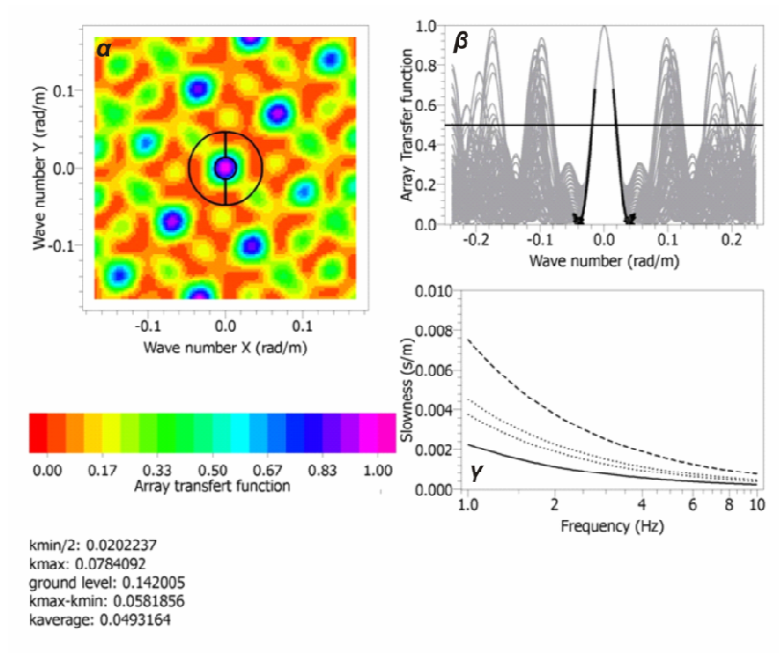 α
Wave number Y (rad/m)
0.1
0.0
-0.1
-0.1
0.0
0.1
Wave number X (rad/m)
β
Array Transfer function
1.0
0.8
0.6
0.4
0.2
0.0
-0.2
-0.1
0.0
0.1
0.2
Wave number (rad/m)
Slowness (s/m)
0.010
0.008
0.006
0.004
0.002
0.000
γ
1.0
2
4
6
8
10
Frequency (Hz)
0.00 0.17 0.33 0.50 0.67 0.83 1.00
Array transfert function
kmin/2: 0.0202237
kmax: 0.0784092
ground level: 0.142005
kmax-kmin: 0.0581856
kaverage: 0.0493164